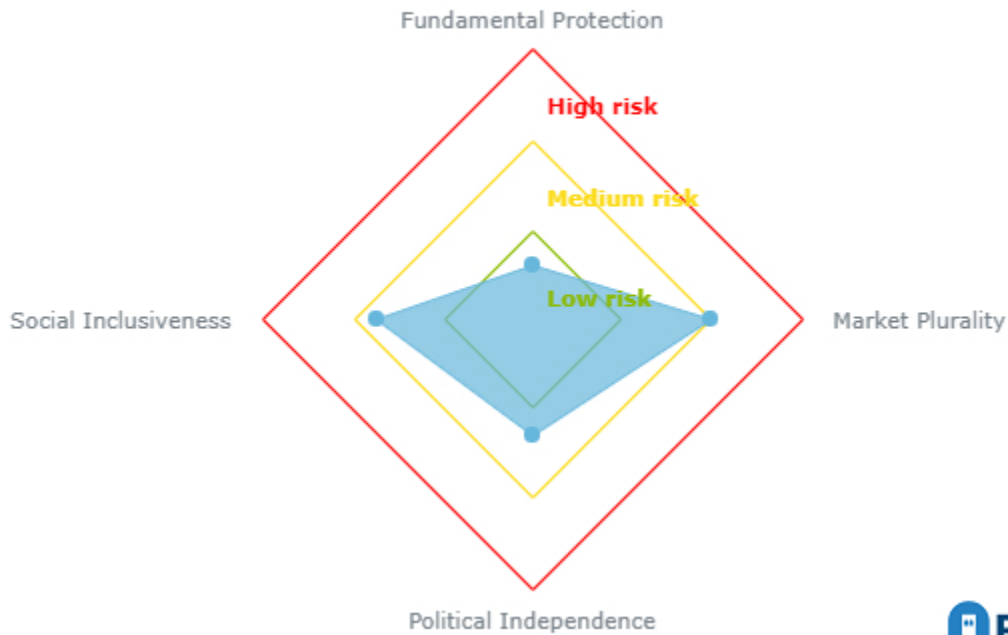 Fundamental Protection
High risk
Medium risk
Low risk
Social Inclusiveness
Market Plurality
Political Independence